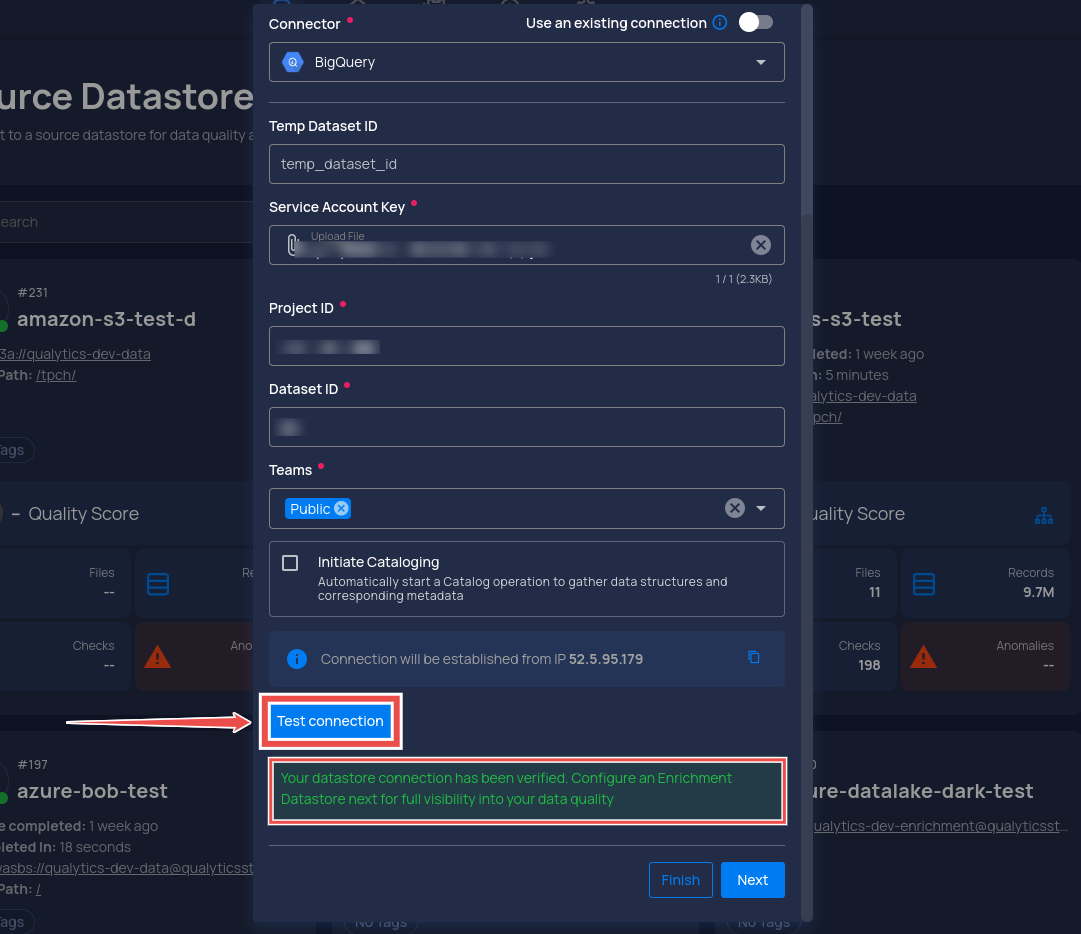 Connector
Use an existing connection
BigQuery
urce Datastore
t to a source datastore for data quality a
Temp Dataset ID
temp_dataset_id
Service Account Key
earch
Upload File
1 / 1 (2.3KB)
#231
amazon-s3-test-d
s-s3-test
Project ID
3a://qualytics-dev-data
leted: 1 week ago
Path: /tpch/
n: 5 minutes
Dataset ID
alytics-dev-data
pch/
Tags
Teams
Public
– Quality Score
uality Score
Initiate Cataloging
Automatically start a Catalog operation to gather data structures and
corresponding metadata
Files
--
Re
Files
11
Records
9.7M
Checks
--
Ano
Checks
198
Anomalies
--
Connection will be established from IP 52.5.95.179
Test connection
#197
0
azure-bob-test
ure-datalake-dark-test
Your datastore connection has been verified. Configure an Enrichment
Datastore next for full visibility into your data quality
e completed: 1 week ago
ualytics-dev-enrichment@qualyticsst...
leted In: 18 seconds
wasbs://qualytics-dev-data@qualyticsst
Path: /
Finish
Next
Tags
No Tags
No Tags